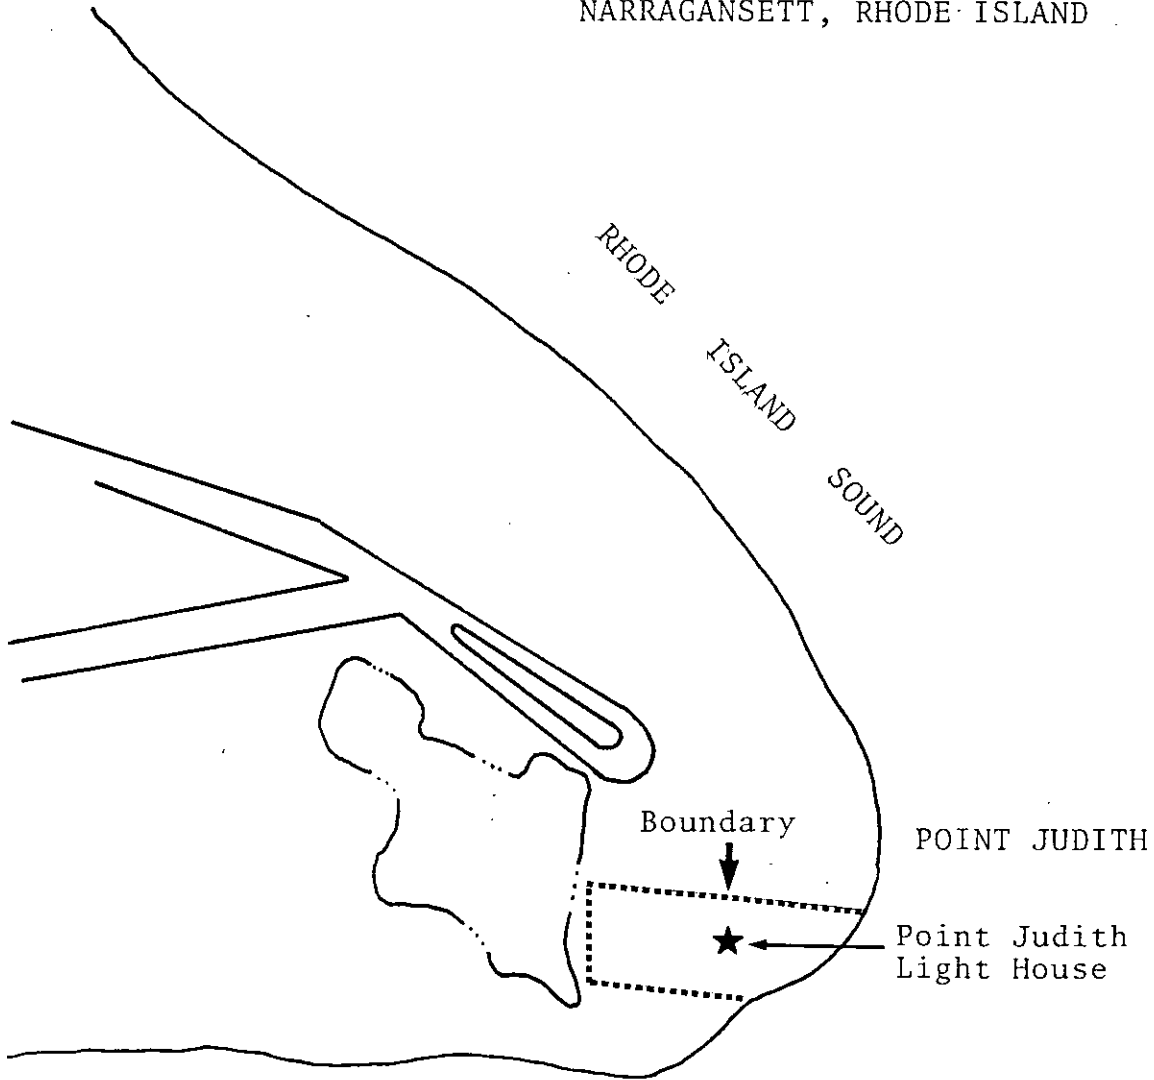 NARRAGANSETT, RHODE ISLAND
RHODE ISLAND SOUND
Boundary
POINT JUDITH
Point Judith
Light House